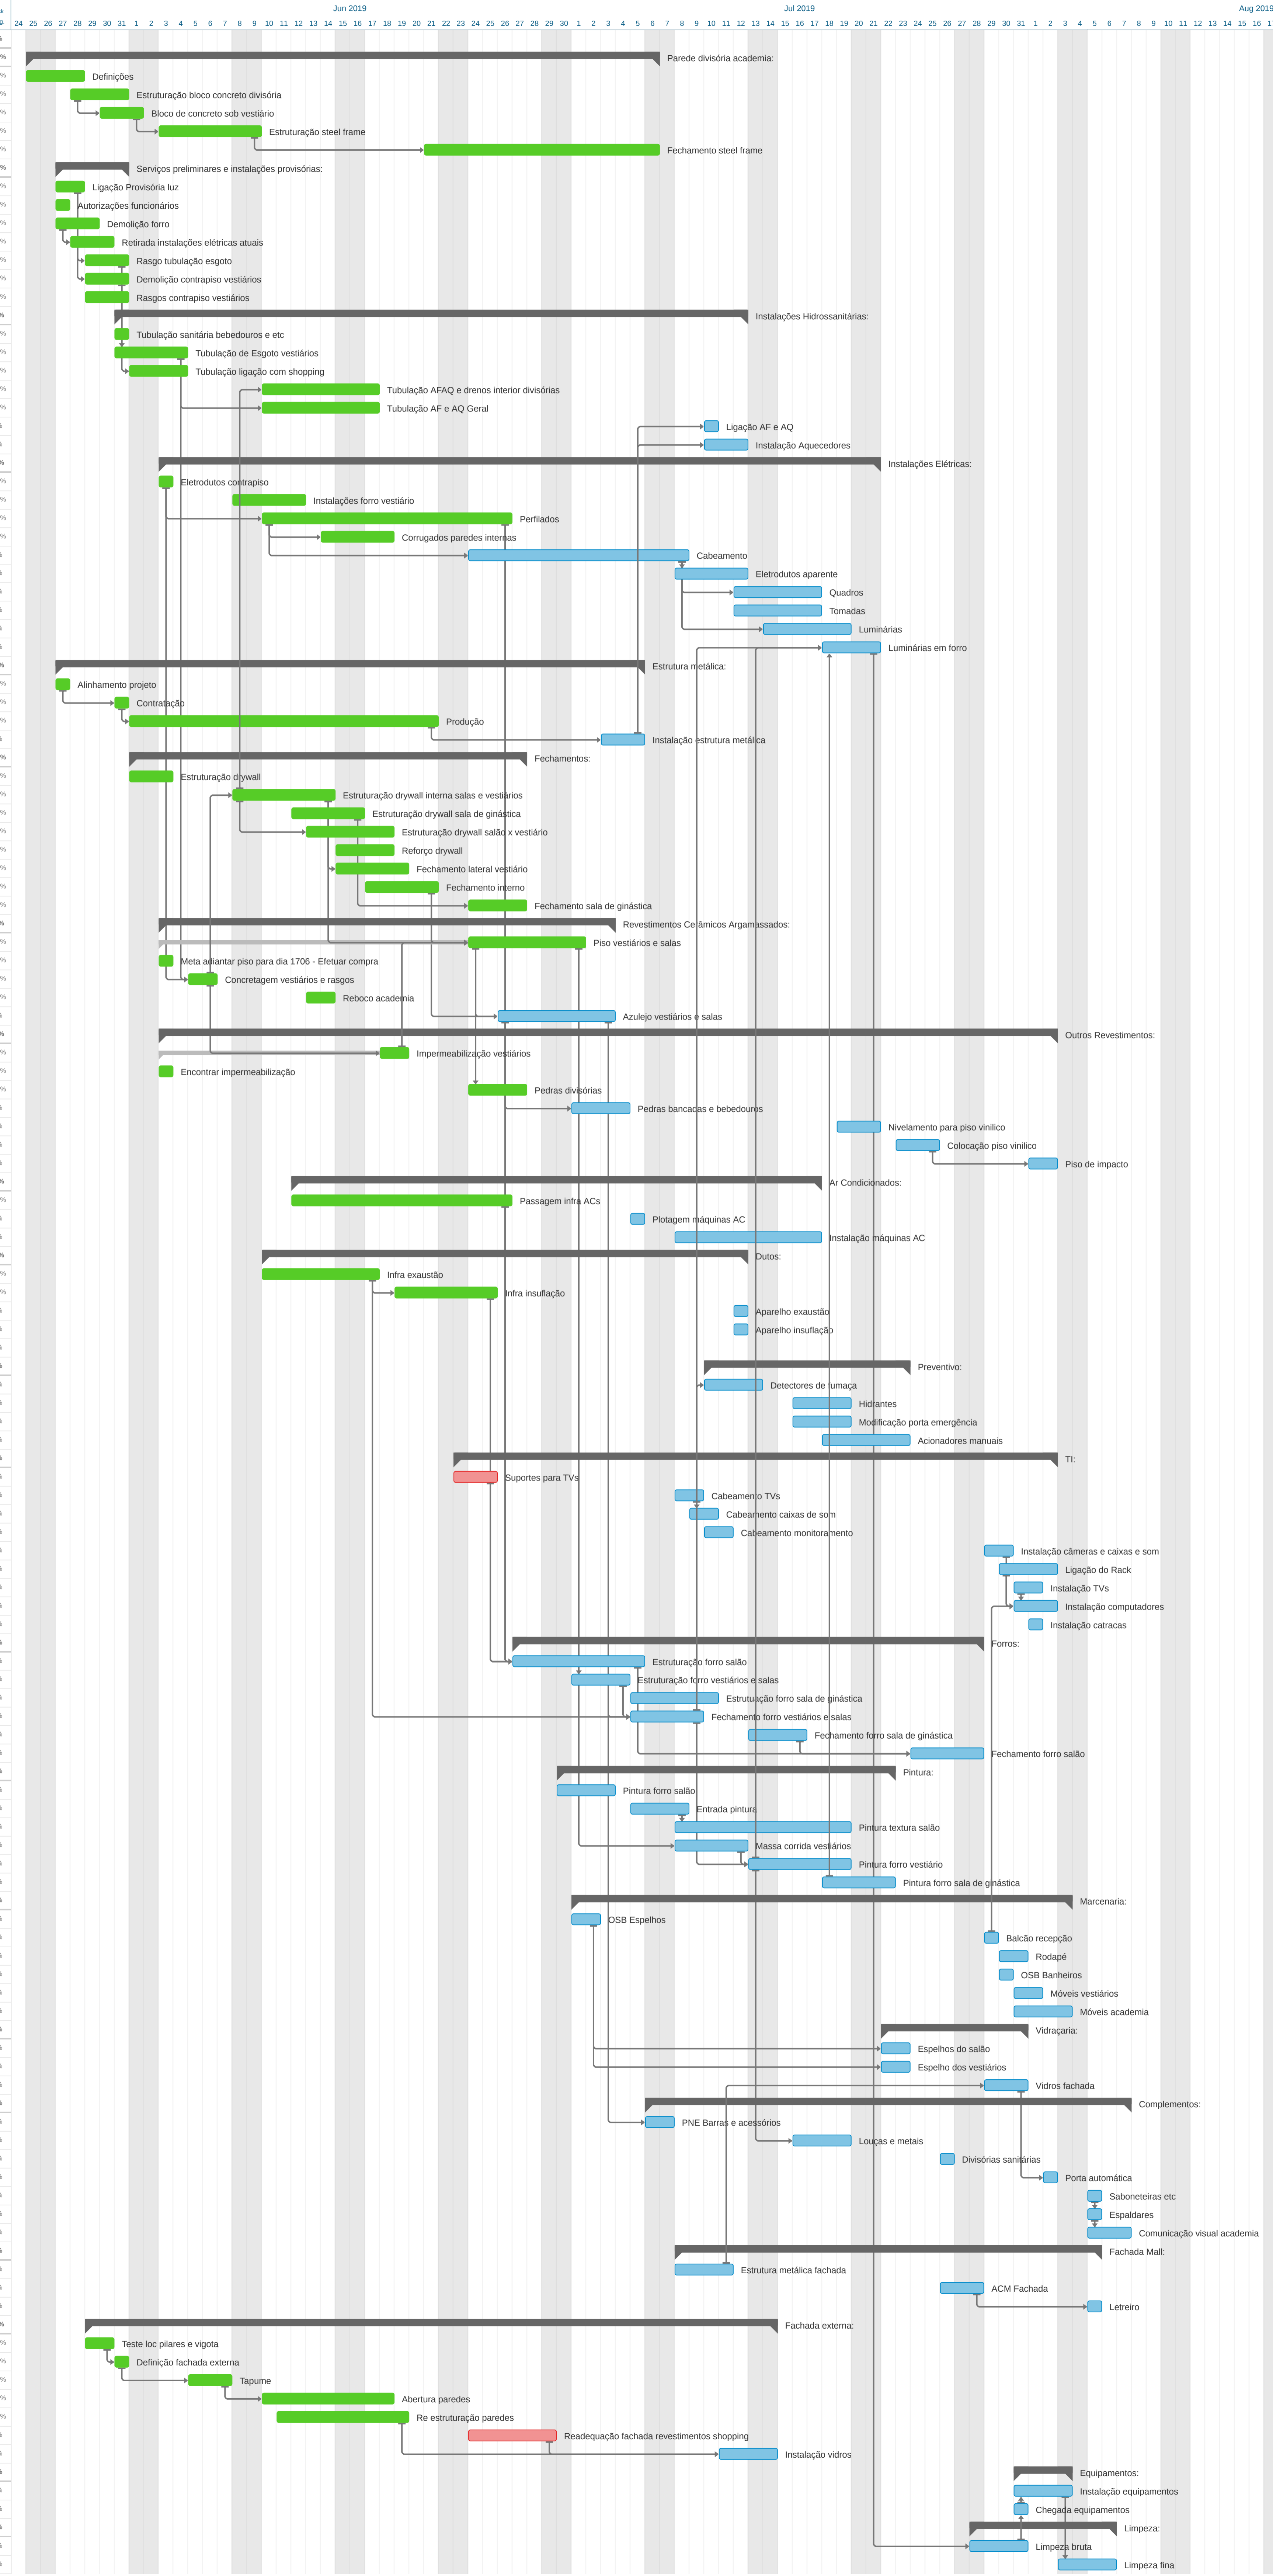 Jun 2019 Jul 2019 Aug 2019
24 25 26 27 28 29 30 31 1 2 3 4 5 6 7 8 9 10 11 12 13 14 15 16 17 18 19 20 21 22 23 24 25 26 27 28 29 30 1 2 3 4 5 6 7 8 9 10 11 12 13 14 15 16 17 18 19 20 21 22 23 24 25 26 27 28 29 30 31 1 2 3 4 5 6 7 8 9 10 11 12 13 14 15 16
Parede divisória academia:
Definições
Estruturação bloco concreto divisória
Bloco de concreto sob vestiário
Estruturação steel frame
Fechamento steel frame
Serviços preliminares e instalações provisórias:
Ligação Provisória luz
Autorizações funcionários
Demolição forro
Retirada instalações elétricas atuais
Rasgo tubulação esgoto
Demolição contrapiso vestiários
Rasgos contrapiso vestiários
Instalações Hidrossanitárias:
Tubulação sanitária bebedouros e etc
Tubulação de Esgoto vestiários
Tubulação ligação com shopping
Tubulação AFAQ e drenos interior divisórias
Tubulação AF e AQ Geral
Ligação AF e AQ
Instalação Aquecedores
Instalações Elétricas:
Eletrodutos contrapiso
Instalações forro vestiário
Perfilados
Corrugados paredes internas
Cabeamento
Eletrodutos aparente
Quadros
Tomadas
Luminárias
Luminárias em forro
Estrutura metálica:
Alinhamento projeto
Contratação
Produção
Instalação estrutura metálica
Fechamentos:
Estruturação drywall
Estruturação drywall interna salas e vestiários
Estruturação drywall sala de ginástica
Estruturação drywall salão x vestiário
Reforço drywall
Fechamento lateral vestiário
Fechamento interno
Fechamento sala de ginástica
Revestimentos Cerâmicos Argamassados:
Piso vestiários e salas
Meta adiantar piso para dia 1706 - Efetuar compra
Concretagem vestiários e rasgos
Reboco academia
Azulejo vestiários e salas
Outros Revestimentos:
Impermeabilização vestiários
Encontrar impermeabilização
Pedras divisórias
Pedras bancadas e bebedouros
Nivelamento para piso vinilico
Colocação piso vinilico
Piso de impacto
Ar Condicionados:
Passagem infra ACs
Plotagem máquinas AC
Instalação máquinas AC
Dutos:
Infra exaustão
Infra insuflação
Aparelho exaustão
Aparelho insuflação
Preventivo:
Detectores de fumaça
Hidrantes
Modificação porta emergência
Acionadores manuais
TI:
Suportes para TVs
Cabeamento TVs
Cabeamento caixas de som
Cabeamento monitoramento
Instalação câmeras e caixas e som
Ligação do Rack
Instalação TVs
Instalação computadores
Instalação catracas
Forros:
Estruturação forro salão
Estruturação forro vestiários e salas
Estrutuação forro sala de ginástica
Fechamento forro vestiários e salas
Fechamento forro sala de ginástica
Fechamento forro salão
Pintura:
Pintura forro salão
Entrada pintura
Pintura textura salão
Massa corrida vestiários
Pintura forro vestiário
Pintura forro sala de ginástica
Marcenaria:
OSB Espelhos
Balcão recepção
Rodapé
OSB Banheiros
Móveis vestiários
Móveis academia
Vidraçaria:
Espelhos do salão
Espelho dos vestiários
Vidros fachada
Complementos:
PNE Barras e acessórios
Louças e metais
Divisórias sanitárias
Porta automática
Saboneteiras etc
Espaldares
Comunicação visual academia
Fachada Mall:
Estrutura metálica fachada
ACM Fachada
Letreiro
Fachada externa:
Teste loc pilares e vigota
Definição fachada externa
Tapume
Abertura paredes
Re estruturação paredes
Readequação fachada revestimentos shopping
Instalação vidros
Equipamentos:
Instalação equipamentos
Chegada equipamentos
Limpeza:
Limpeza bruta
Limpeza fina